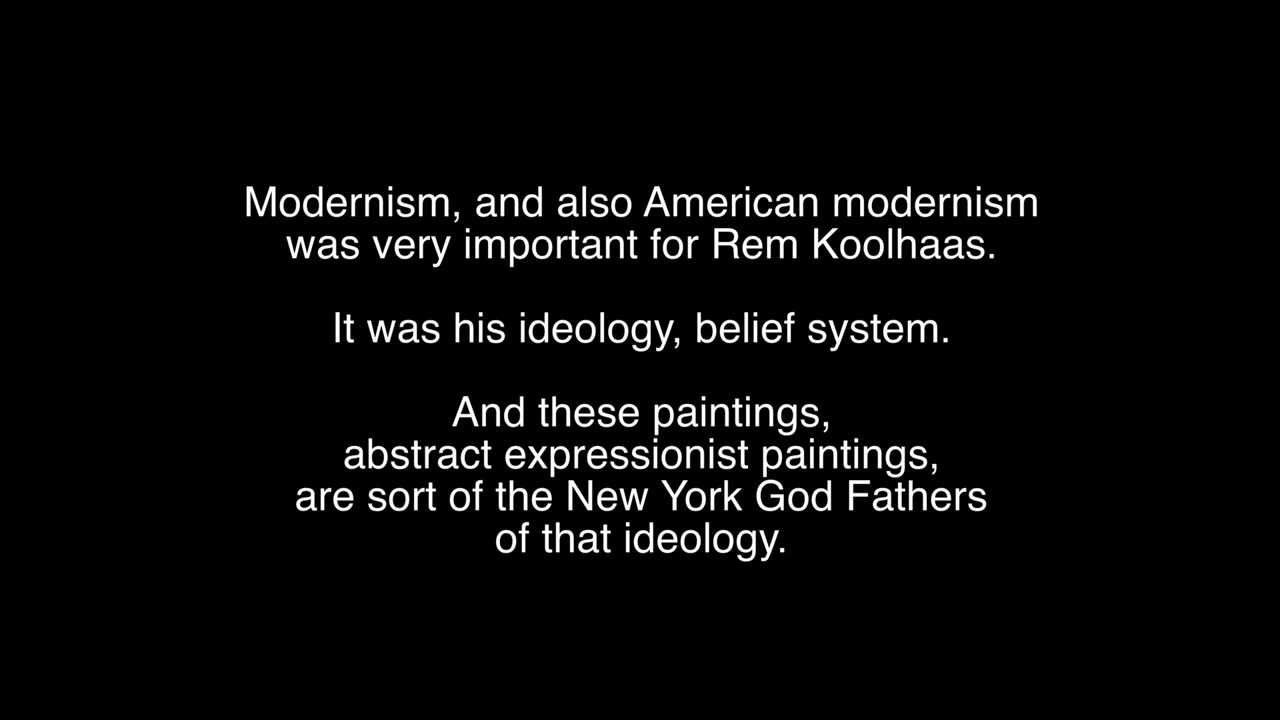 Modernism, and also American modernism
was very important for Rem Koolhaas.
It was his ideology, belief system.
And these paintings,
abstract expressionist paintings,
are sort of the New York God Fathers
of that ideology.